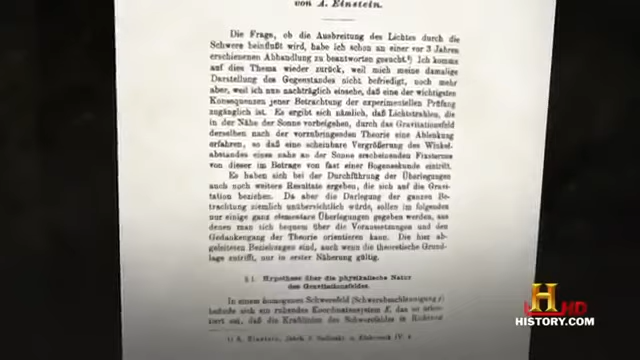 von A. Einstein.
Die Frage, ob die Ausbreitung des Lichtes durch die
Schwere beinflußt wird, habe ich schon an einer vor 3 Jahren
erschienenen Abhandlung zu beantworten gesucht.¹) Ich komme
auf dies Thema wieder zurück, weil mich meine damalige
Darstellung des Gegenstandes nicht befriedigt, noch mehr
aber, weil ich nun nachträglich einsehe, daß eine der wichtigsten
Konsequenzen jener Betrachtung der experimentellen Prüfung
zugänglich ist. Es ergibt sich nämlich, daß Lichtstrahlen, die
in der Nähe der Sonne vorbeigehen, durch das Gravitationsfeld
derselben nach der vorzubringenden Theorie eine Ablenkung
erfahren, so daß eine scheinbare Vergrößerung des Winkel-
abstandes eines nahe an der Sonne erscheinenden Fixsternes
von dieser im Betrage von fast einer Bogensekunde eintritt.
Es haben sich bei der Durchführung der Überlegungen
auch noch weitere Resultate ergeben, die sich auf die Gravi-
tation beziehen. Da aber die Darlegung der ganzen Be-
trachtung ziemlich unübersichtlich würde, sollen im folgenden
nur einige ganz elementare Überlegungen gegeben werden, aus
denen man sich bequem über die Voraussetzungen und den
Gedankengang der Theorie orientieren kann. Die hier ab-
geleiteten Beziehungen sind, auch wenn die theoretische Grund-
lage zutrifft, nur in erster Näherung gültig.
§ 1. Hypothese über die physikalische Natur
des Gravitationsfeldes.
In einem homogenen Schwerefeld (Schwerebeschleunigung γ)
befinde sich ein ruhendes Koordinatensystem K, das so orien-
tiert sei, daß die Kraftlinien des Schwerefeldes in Richtung
1) A. Einstein, Jahrb. f. Radioakt. u. Elektronik IV. 4
H HD
HISTORY.COM